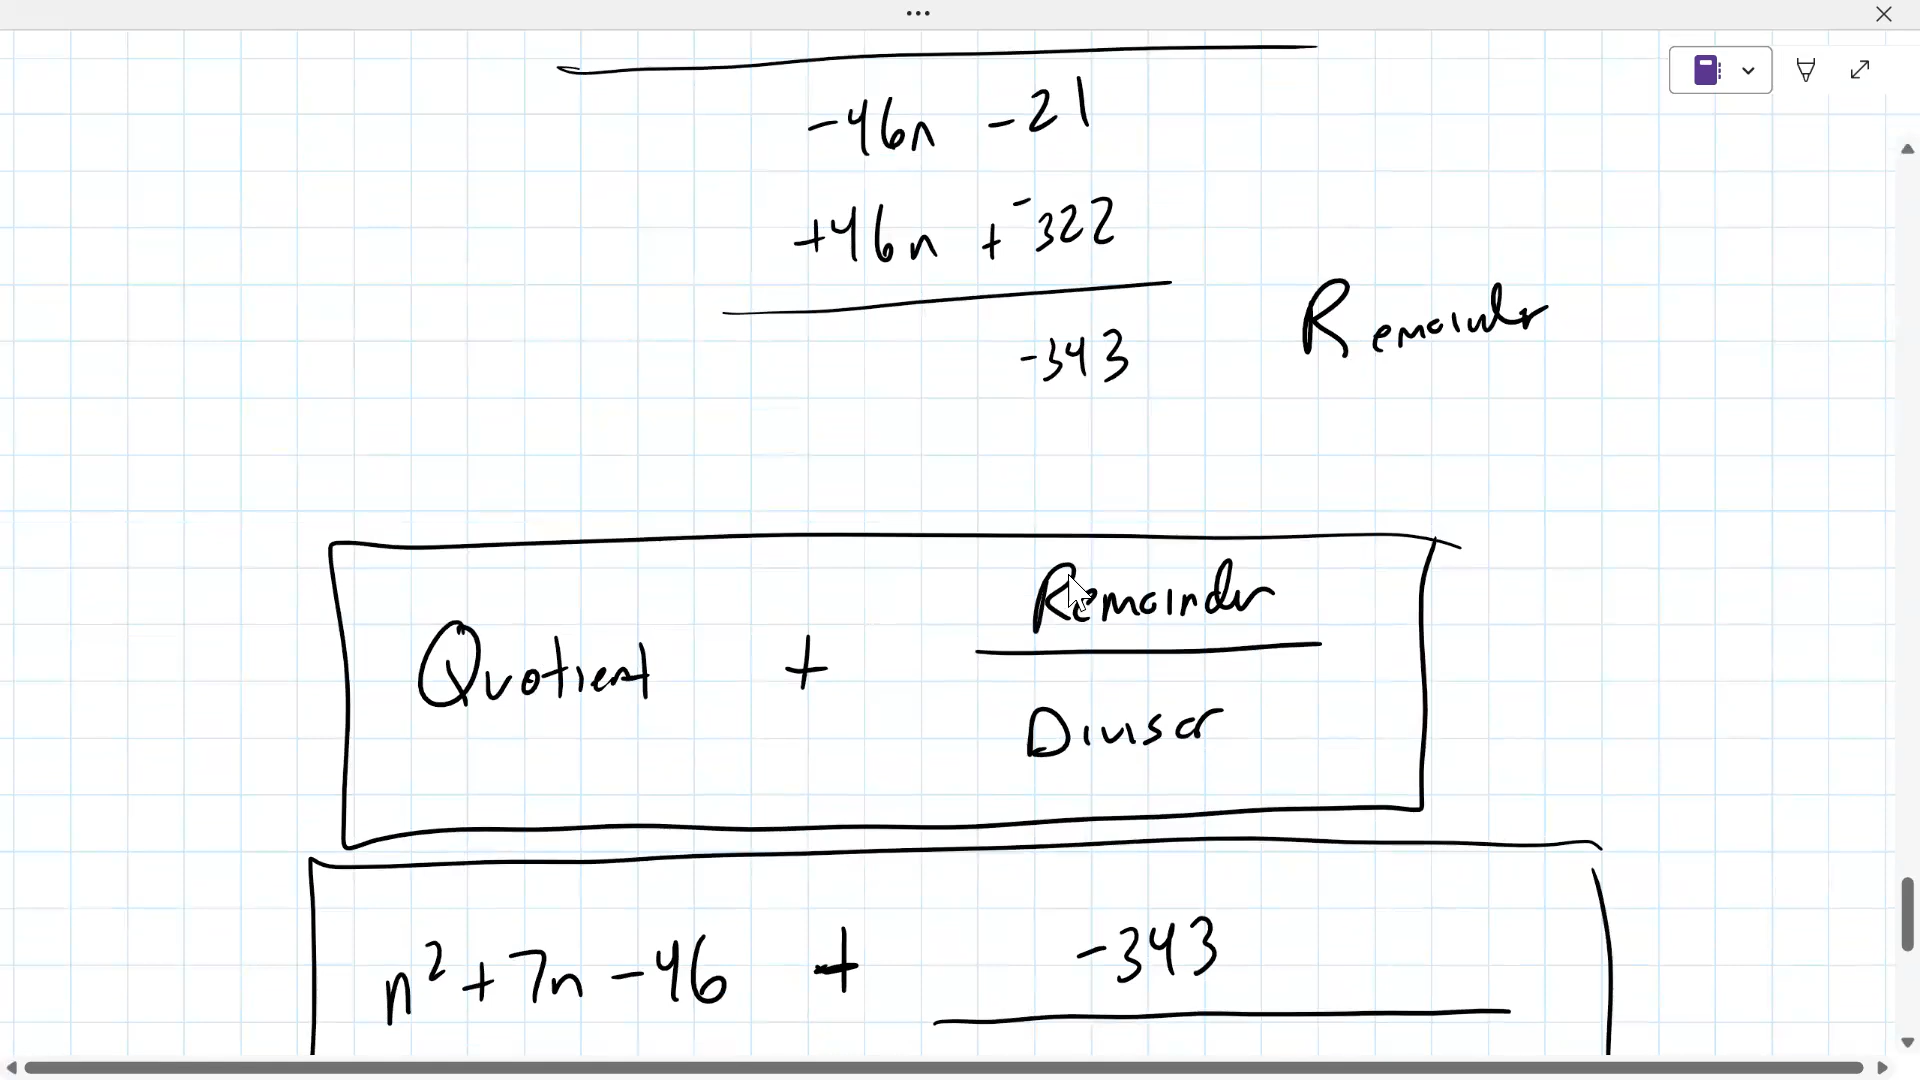 -46n -21
+46n + -322
-343
Remainder
Quotient + Remainder
Divisor
n² + 7n - 46 + -343